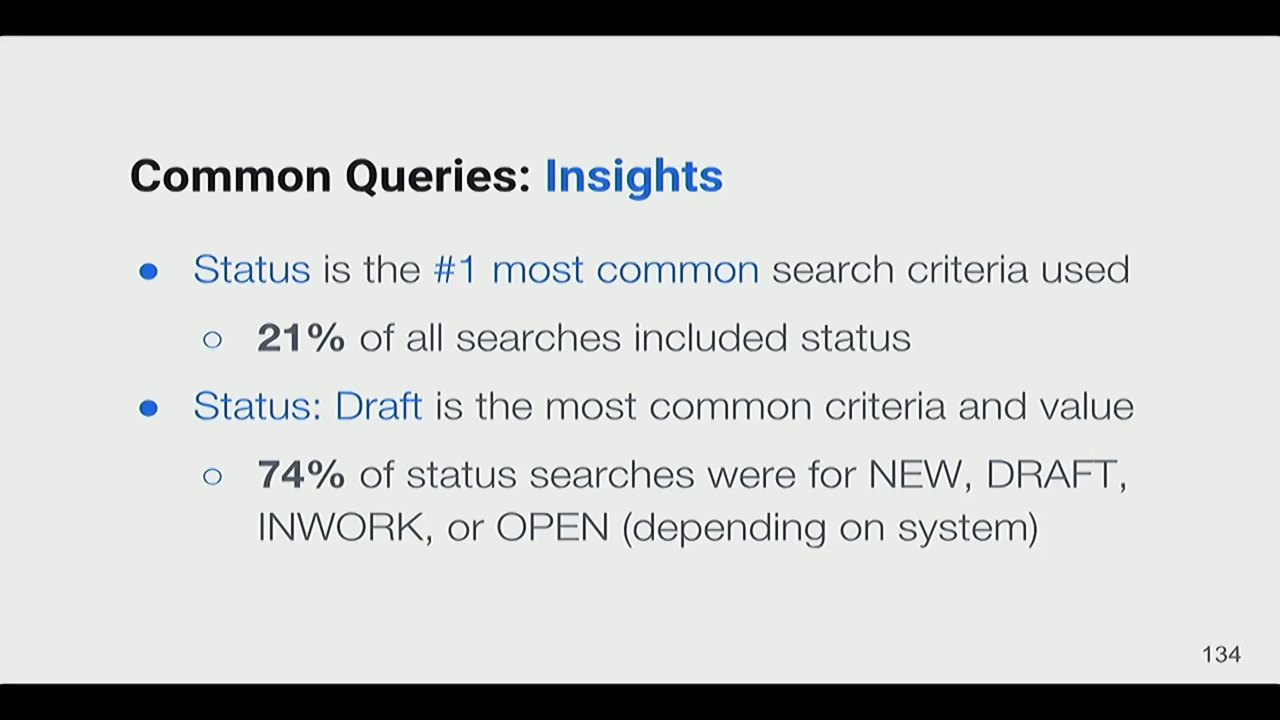 Common Queries: Insights
● Status is the #1 most common search criteria used
○ 21% of all searches included status
● Status: Draft is the most common criteria and value
○ 74% of status searches were for NEW, DRAFT,
INWORK, or OPEN (depending on system)
134